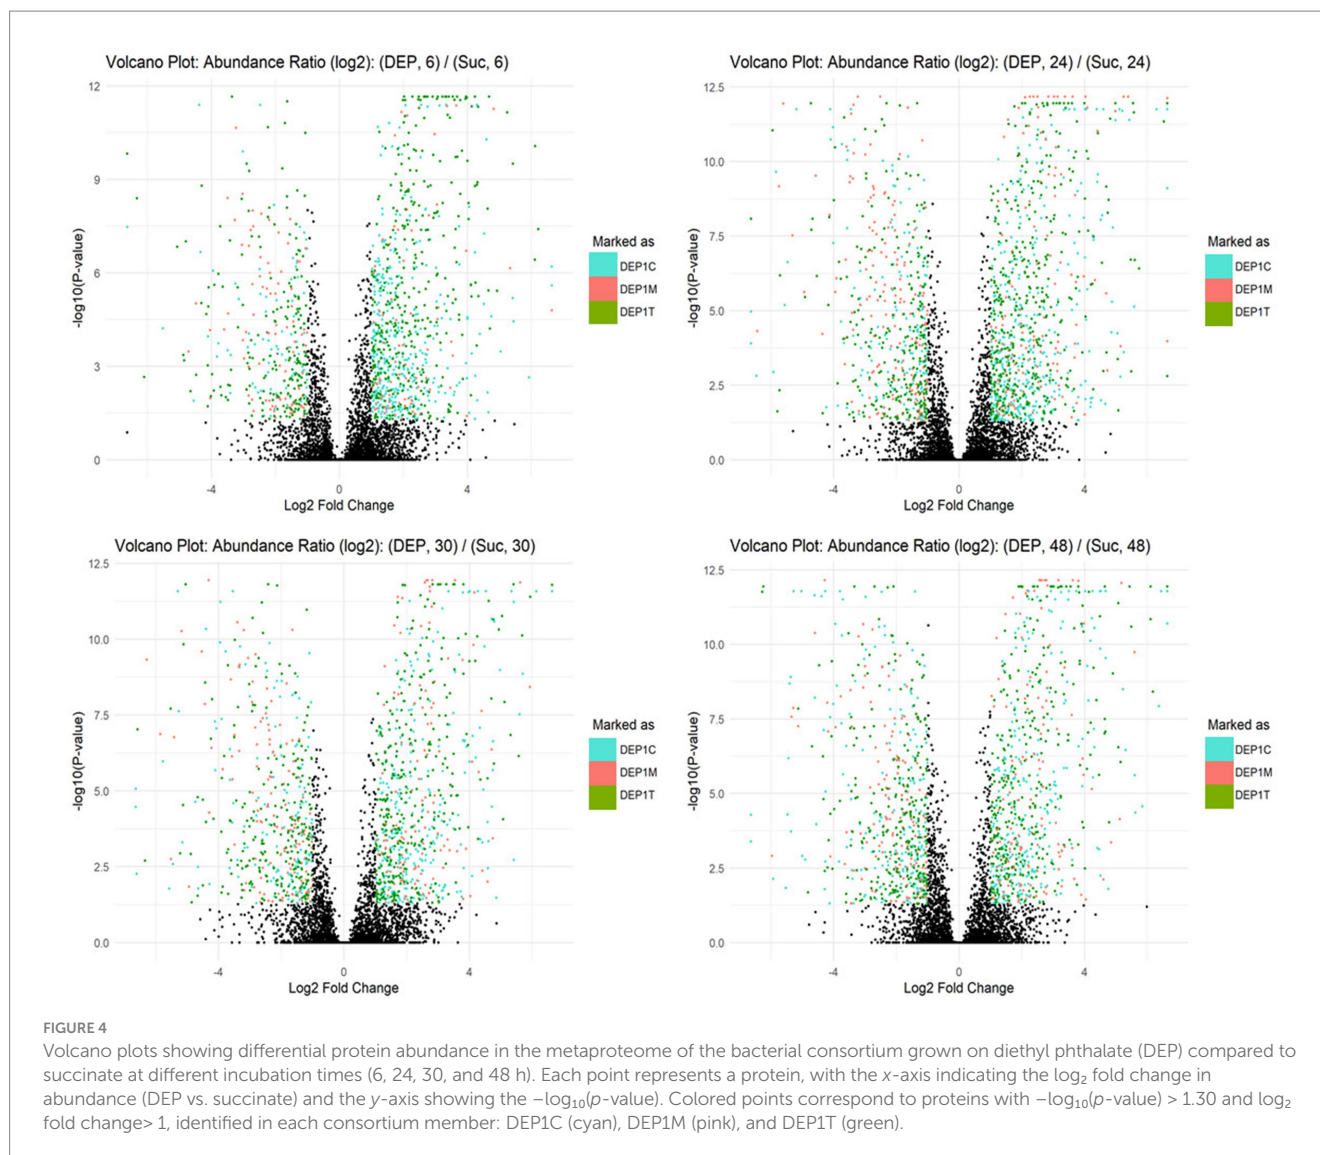 Volcano Plot: Abundance Ratio (log2): (DEP, 6) / (Suc, 6)
12
9
6
3
0
-log10(P-value)
-4
0
4
Log2 Fold Change
Marked as
DEP1C
DEP1M
DEP1T
Volcano Plot: Abundance Ratio (log2): (DEP, 24) / (Suc, 24)
12.5
10.0
7.5
5.0
2.5
0.0
-log10(P-value)
-4
0
4
Log2 Fold Change
Marked as
DEP1C
DEP1M
DEP1T
Volcano Plot: Abundance Ratio (log2): (DEP, 30) / (Suc, 30)
12.5
10.0
7.5
5.0
2.5
0.0
-log10(P-value)
-4
0
4
Log2 Fold Change
Marked as
DEP1C
DEP1M
DEP1T
Volcano Plot: Abundance Ratio (log2): (DEP, 48) / (Suc, 48)
12.5
10.0
7.5
5.0
2.5
0.0
-log10(P-value)
-4
0
4
Log2 Fold Change
Marked as
DEP1C
DEP1M
DEP1T
FIGURE 4
Volcano plots showing differential protein abundance in the metaproteome of the bacterial consortium grown on diethyl phthalate (DEP) compared to
succinate at different incubation times (6, 24, 30, and 48 h). Each point represents a protein, with the x-axis indicating the log₂ fold change in
abundance (DEP vs. succinate) and the y-axis showing the −log₁₀(p-value). Colored points correspond to proteins with −log₁₀(p-value) > 1.30 and log₂
fold change> 1, identified in each consortium member: DEP1C (cyan), DEP1M (pink), and DEP1T (green).